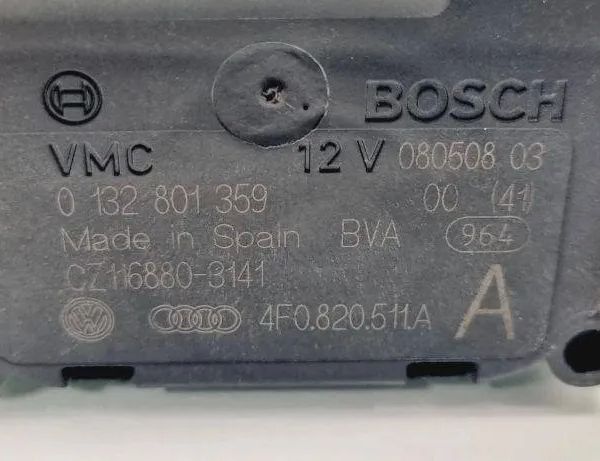 BOSCH
VMC 12 V 080508 03
0 132 801 359 00 (41)
Made in Spain BVA 964
CZ116880-3141
4F0.820.511A A